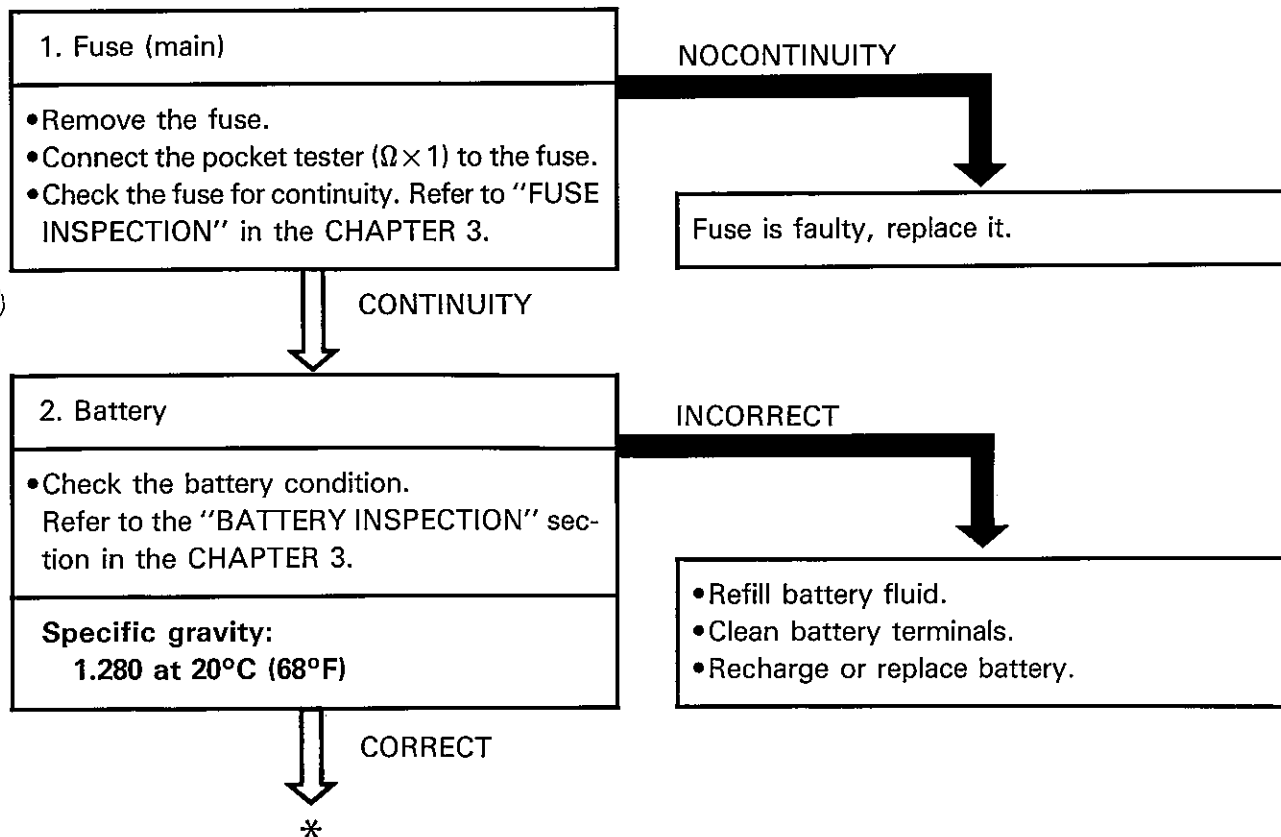 1. Fuse (main)
NOCONTINUITY
•Remove the fuse.
•Connect the pocket tester (Ω×1) to the fuse.
•Check the fuse for continuity. Refer to "FUSE
INSPECTION" in the CHAPTER 3.
Fuse is faulty, replace it.
)
CONTINUITY
2. Battery
INCORRECT
•Check the battery condition.
Refer to the "BATTERY INSPECTION" sec-
tion in the CHAPTER 3.
Specific gravity:
1.280 at 20°C (68°F)
•Refill battery fluid.
•Clean battery terminals.
•Recharge or replace battery.
CORRECT
*